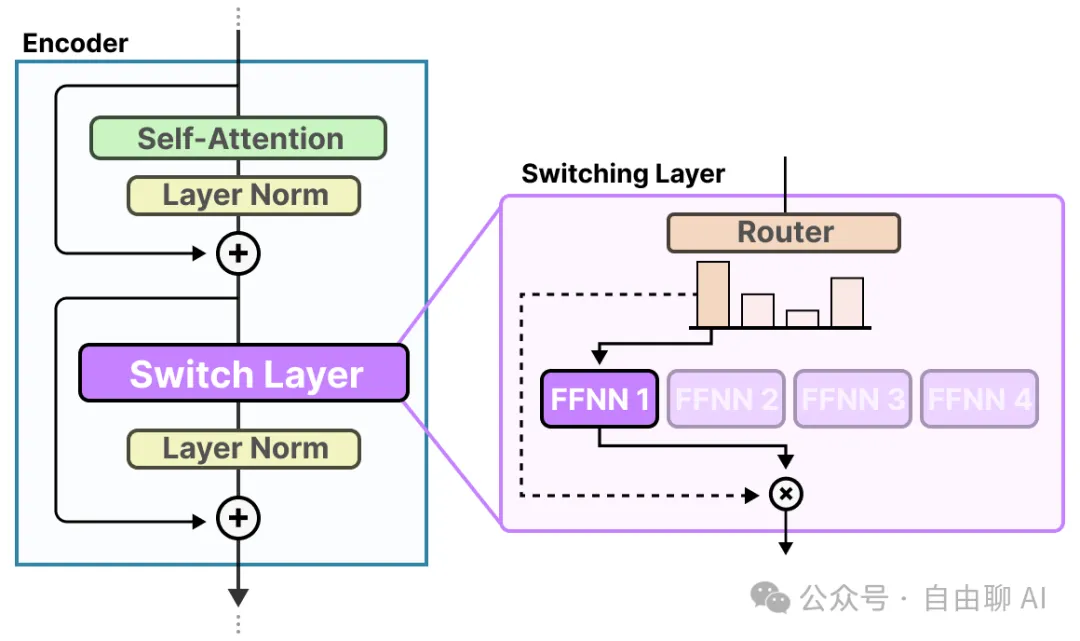 Encoder
Self-Attention
Layer Norm
Switch Layer
Layer Norm
Switching Layer
Router
FFNN 1
FFNN 2
FFNN 3
FFNN 4
公众号 · 自由聊 AI